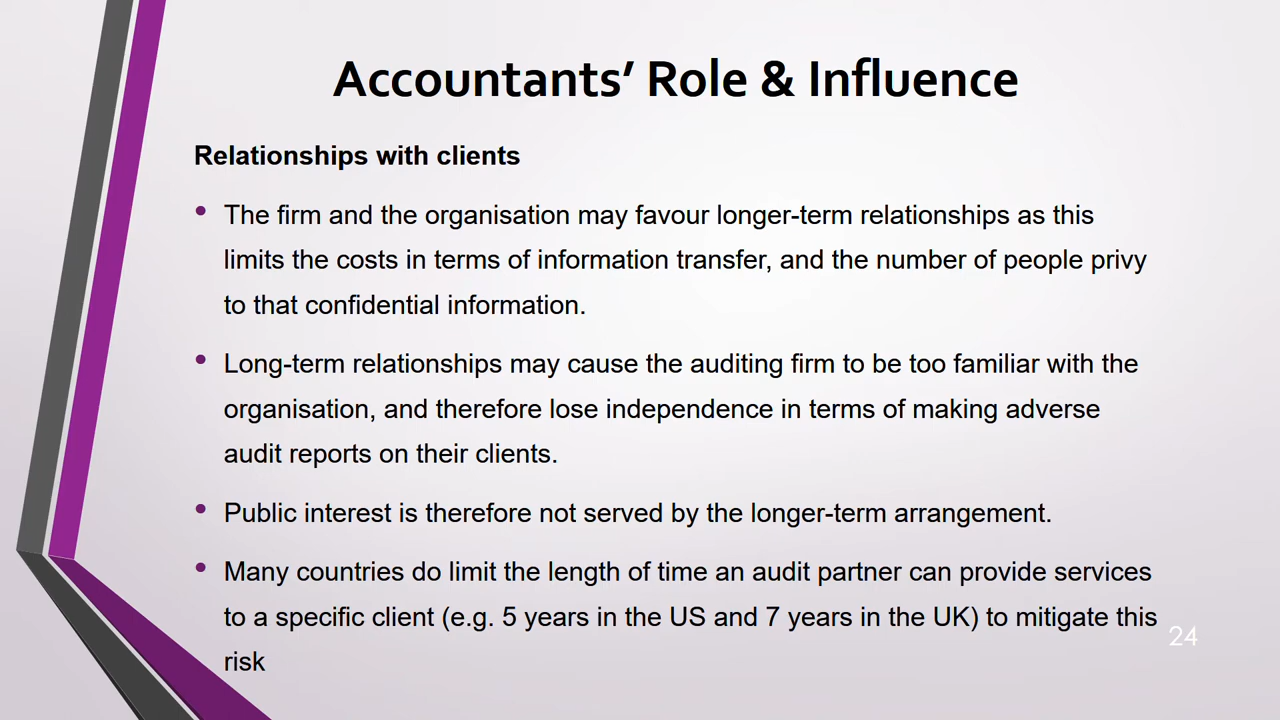 Accountants’ Role & Influence
Relationships with clients
• The firm and the organisation may favour longer-term relationships as this
limits the costs in terms of information transfer, and the number of people privy
to that confidential information.
• Long-term relationships may cause the auditing firm to be too familiar with the
organisation, and therefore lose independence in terms of making adverse
audit reports on their clients.
• Public interest is therefore not served by the longer-term arrangement.
• Many countries do limit the length of time an audit partner can provide services
to a specific client (e.g. 5 years in the US and 7 years in the UK) to mitigate this
risk
24